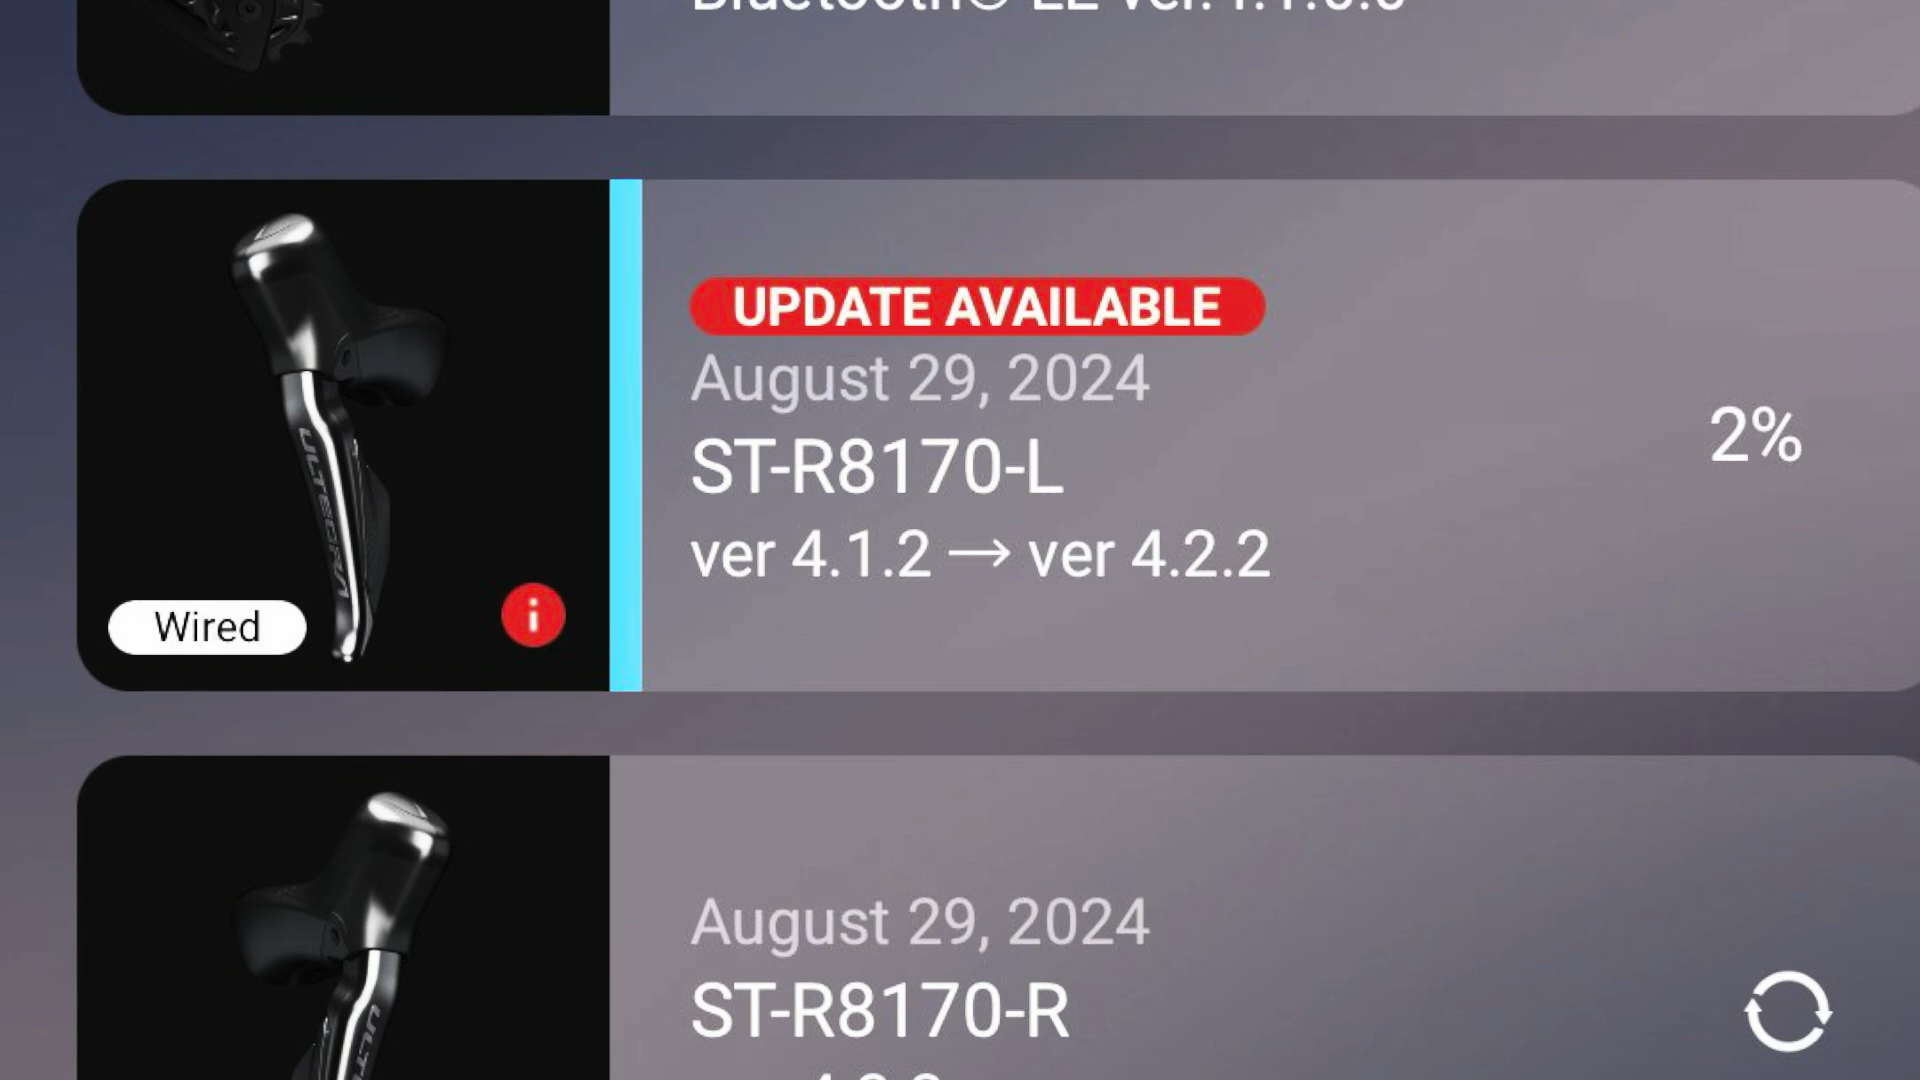 UPDATE AVAILABLE
August 29, 2024
ST-R8170-L
2%
ver 4.1.2 → ver 4.2.2
ULTEGRA
Wired
August 29, 2024
ST-R8170-R